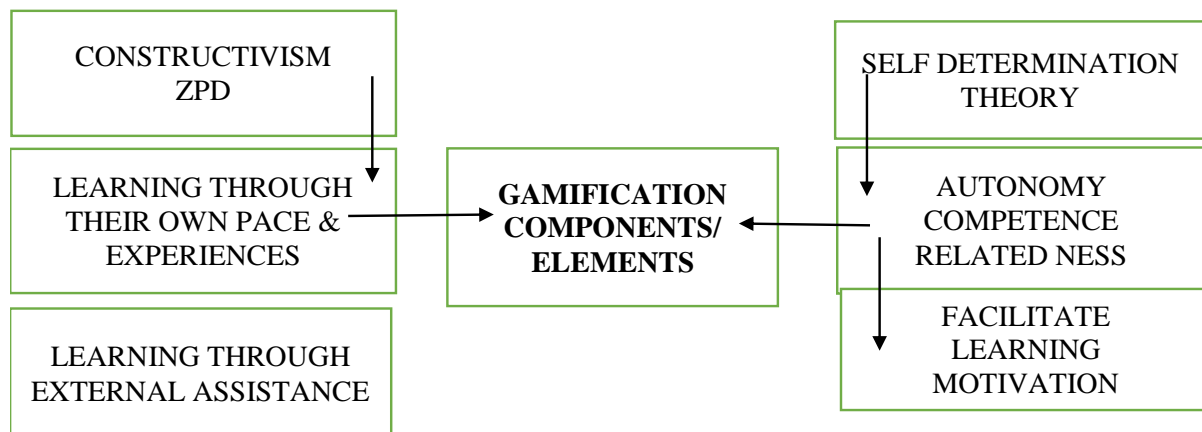 CONSTRUCTIVISM
ZPD
LEARNING THROUGH
THEIR OWN PACE &
EXPERIENCES
LEARNING THROUGH
EXTERNAL ASSISTANCE
GAMIFICATION
COMPONENTS/
ELEMENTS
SELF DETERMINATION
THEORY
AUTONOMY
COMPETENCE
RELATED NESS
FACILITATE
LEARNING
MOTIVATION